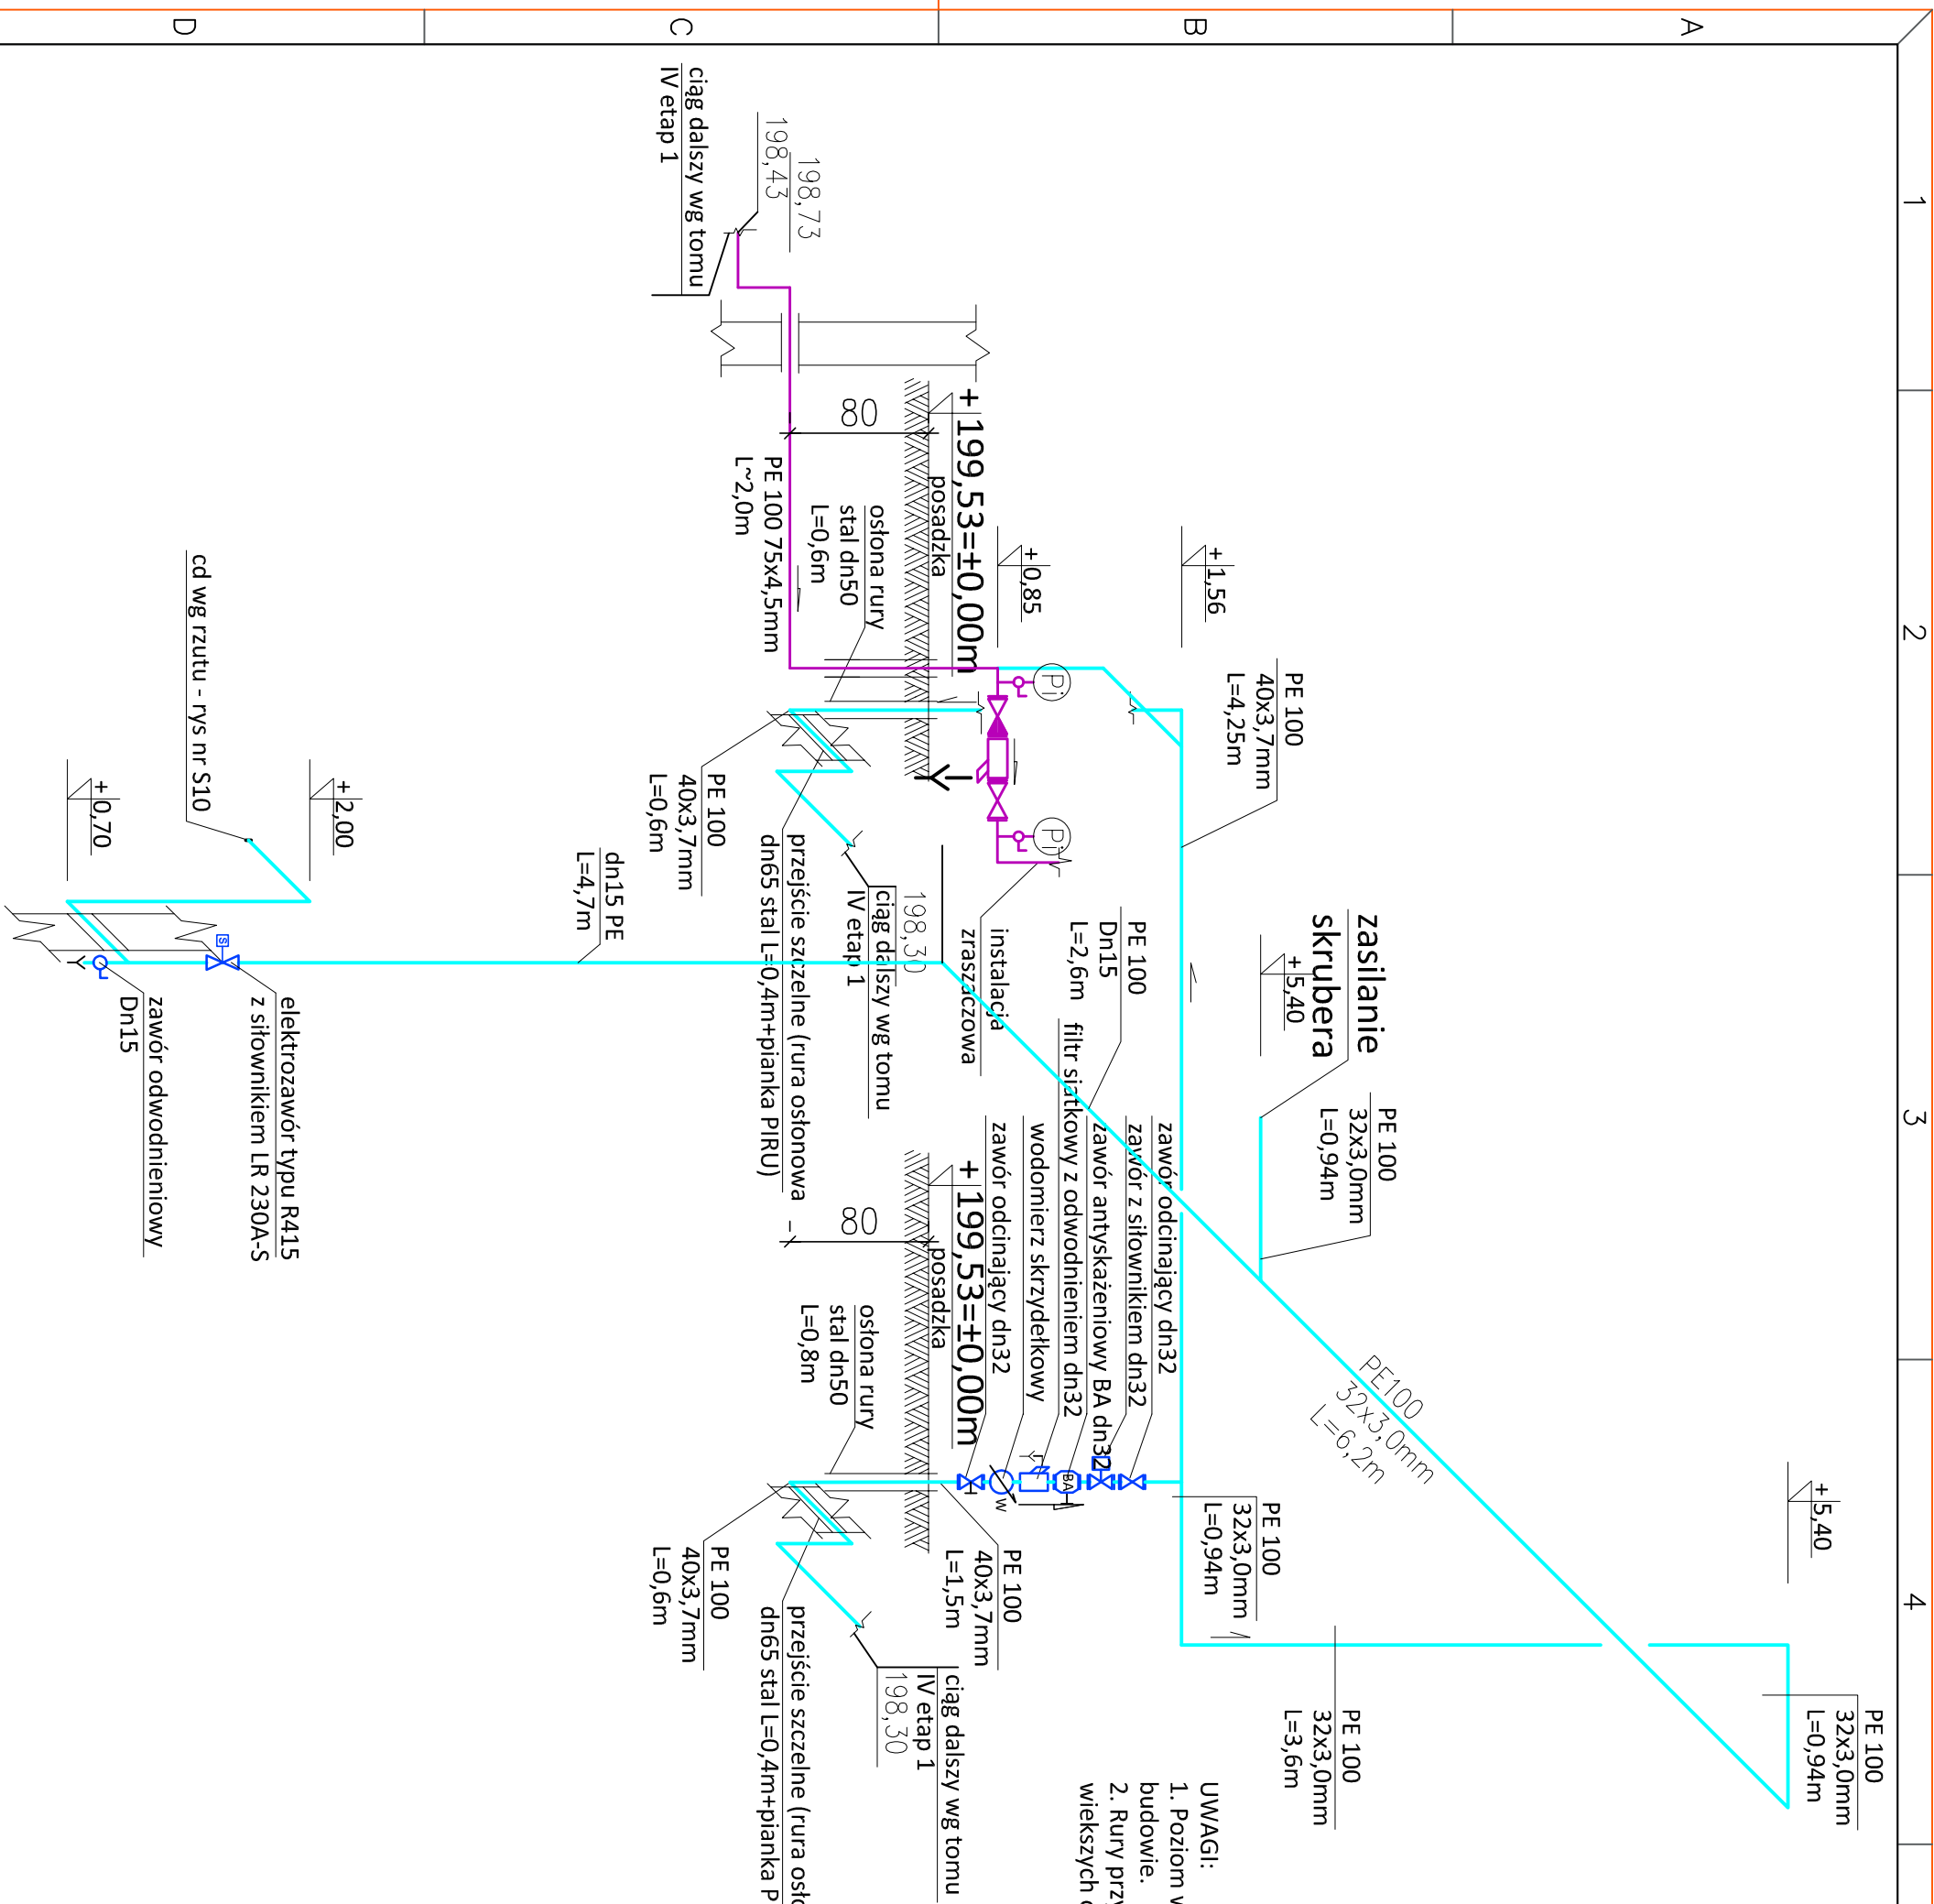 1
2
3
4
A
B
C
D
ciąg dalszy wg tomu
IV etap 1
198,73
198,43
+199,53=±0,00m
posadzka
80
PE 100 75x4,5mm
L~2,0m
osłona rury
stal dn50
L=0,6m
+0,85
+1,56
PE 100
40x3,7mm
L=4,25m
Pi
Pi
PE 100
40x3,7mm
L=0,6m
przejście szczelne (rura osłonowa
dn65 stal L=0,4m+pianka PIRU)
ciąg dalszy wg tomu
IV etap 1
198,30
instalacja
zraszaczowa
PE 100
Dn15
L=2,6m
zasilanie
skrubera
+5,40
PE 100
32x3,0mm
L=0,94m
cd wg rzutu - rys nr S10
+2,00
+0,70
dn15 PE
L=4,7m
S
elektrozawór typu R415
z siłownikiem LR 230A-S
zawór odwodnieniowy
Dn15
zawór odcinający dn32
zawór z siłownikiem dn32
zawór antyskażeniowy BA dn32
filtr siatkowy z odwodnieniem dn32
wodomierz skrzydełkowy
zawór odcinający dn32
+199,53=±0,00m
posadzka
80
osłona rury
stal dn50
L=0,8m
BA
W
PE100
32x3,0mm
L=6,2m
+5,40
PE 100
32x3,0mm
L=0,94m
PE 100
40x3,7mm
L=1,5m
PE 100
40x3,7mm
L=0,6m
przejście szczelne (rura osło
dn65 stal L=0,4m+pianka P
ciąg dalszy wg tomu
IV etap 1
198,30
PE 100
32x3,0mm
L=3,6m
PE 100
32x3,0mm
L=0,94m
UWAGI:
1. Poziom w
budowie.
2. Rury przy
wiekszych